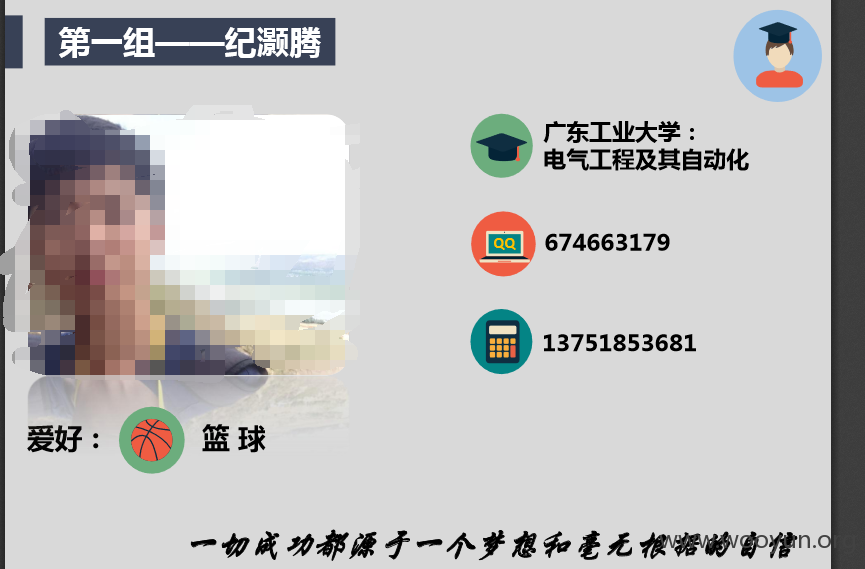 第一组——纪灏腾
广东工业大学：
电气工程及其自动化
QQ
674663179
13751853681
爱好：
篮 球
一切成功都源于一个梦想和毫无根据的自信
www.wooyun.org